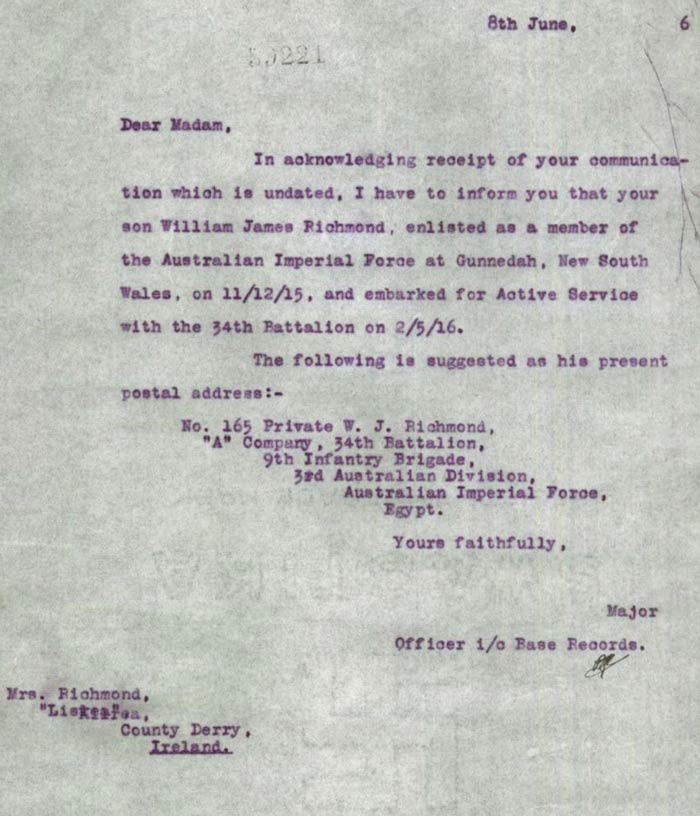 8th June, 6
50221
Dear Madam,
In acknowledging receipt of your communica-
tion which is undated, I have to inform you that your
son William James Richmond, enlisted as a member of
the Australian Imperial Force at Gunnedah, New South
Wales, on 11/12/15, and embarked for Active Service
with the 34th Battalion on 2/5/16.
The following is suggested as his present
postal address:-
No. 165 Private W. J. Richmond,
"A" Company, 34th Battalion,
9th Infantry Brigade,
3rd Australian Division,
Australian Imperial Force,
Egypt.
Yours faithfully,
Major
Officer i/c Base Records.
Mrs. Richmond,
County Derry,
Ireland.